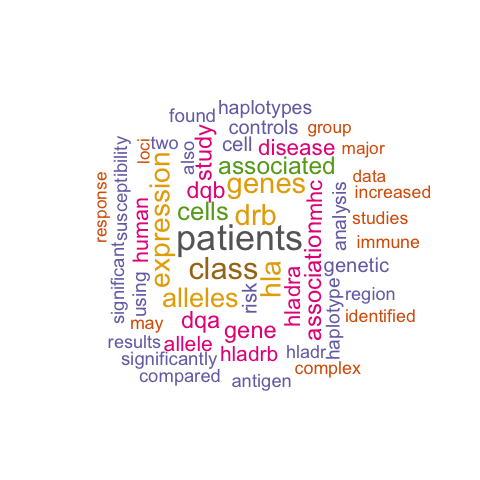 haplotypes
found
controls
group
loci
two
also
study
cell
disease
major
susceptibility
expression
associated
dqb
genes
mhc
data
increased
response
human
cells
drb
analysis
studies
patients
association
immune
significant
using
class
hla
hladra
genetic
alleles
risk
haplotype
region
may
dqa
gene
identified
results
allele
hladrb
hladr
significantly
complex
compared
antigen